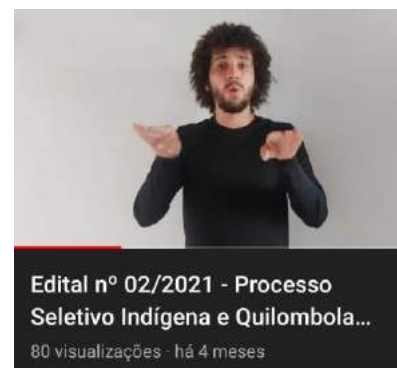 Edital nº 02/2021 - Processo
Seletivo Indígena e Quilombola...
80 visualizações · há 4 meses